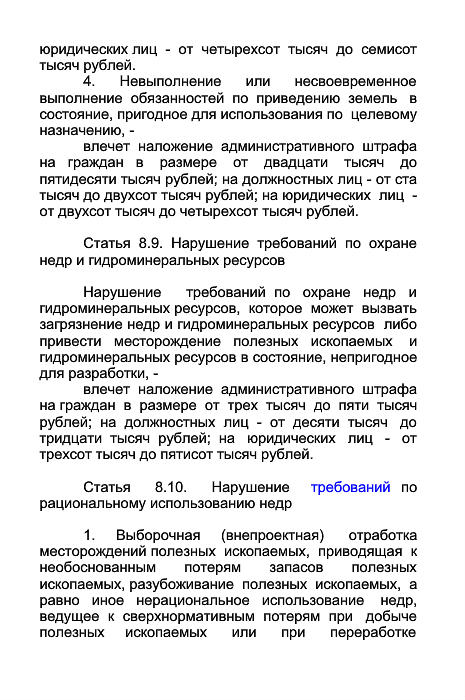 юридических лиц - от четырехсот тысяч до семисот
тысяч рублей.
4. Невыполнение или несвоевременное
выполнение обязанностей по приведению земель в
состояние, пригодное для использования по целевому
назначению, -
влечет наложение административного штрафа
на граждан в размере от двадцати тысяч до
пятидесяти тысяч рублей; на должностных лиц - от ста
тысяч до двухсот тысяч рублей; на юридических лиц -
от двухсот тысяч до четырехсот тысяч рублей.
Статья 8.9. Нарушение требований по охране
недр и гидроминеральных ресурсов
Нарушение требований по охране недр и
гидроминеральных ресурсов, которое может вызвать
загрязнение недр и гидроминеральных ресурсов либо
привести месторождение полезных ископаемых и
гидроминеральных ресурсов в состояние, непригодное
для разработки, -
влечет наложение административного штрафа
на граждан в размере от трех тысяч до пяти тысяч
рублей; на должностных лиц - от десяти тысяч до
тридцати тысяч рублей; на юридических лиц - от
трехсот тысяч до пятисот тысяч рублей.
Статья 8.10. Нарушение требований по
рациональному использованию недр
1. Выборочная (внепроектная) отработка
месторождений полезных ископаемых, приводящая к
необоснованным потерям запасов полезных
ископаемых, разубоживание полезных ископаемых, а
равно иное нерациональное использование недр,
ведущее к сверхнормативным потерям при добыче
полезных ископаемых или при переработке